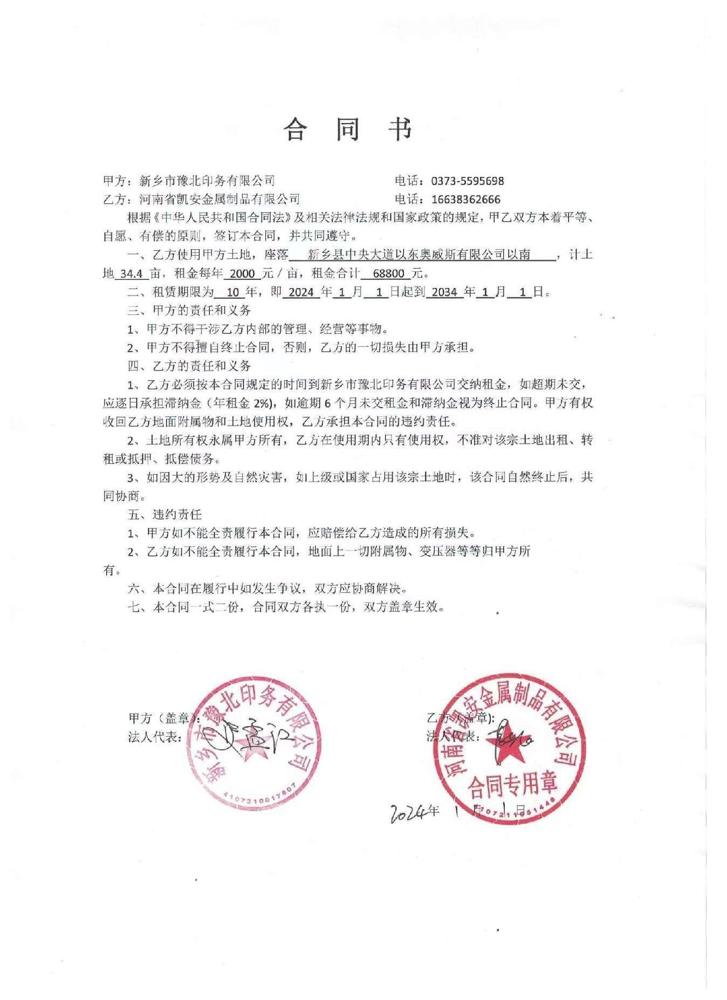 合同书
甲方：新乡市豫北印务有限公司 电话：0373-5595698
乙方：河南省凯安金属制品有限公司 电话：16638362666
根据《中华人民共和国合同法》及相关法律法规和国家政策的规定，甲乙双方本着平等、
自愿、有偿的原则，签订本合同，并共同遵守。
一、乙方使用甲方土地，座落 新乡县中央大道以东奥威斯有限公司以南 ，计土
地 34.4 亩，租金每年 2000 元／亩，租金合计 68800 元。
二、租赁期限为 10 年，即 2024 年 1 月 1 日起到 2034 年 1 月 1 日。
三、甲方的责任和义务
1、甲方不得干涉乙方内部的管理、经营等事物。
2、甲方不得擅自终止合同，否则，乙方的一切损失由甲方承担。
四、乙方的责任和义务
1、乙方必须按本合同规定的时间到新乡市豫北印务有限公司交纳租金，如超期未交，
应逐日承担滞纳金（年租金 2%)，如逾期 6 个月未交租金和滞纳金视为终止合同。甲方有权
收回乙方地面附属物和土地使用权，乙方承担本合同的违约责任。
2、土地所有权永属甲方所有，乙方在使用期内只有使用权，不准对该宗土地出租、转
租或抵押、抵偿债务。
3、如因大的形势及自然灾害，如上级或国家占用该宗土地时，该合同自然终止后，共
同协商。
五、违约责任
1、甲方如不能全责履行本合同，应赔偿给乙方造成的所有损失。
2、乙方如不能全责履行本合同，地面上一切附属物、变压器等等归甲方所
有。
六、本合同在履行中如发生争议，双方应协商解决。
七、本合同一式二份，合同双方各执一份，双方盖章生效。
甲方（盖章）： 乙方（盖章）:
法人代表： 法人代表：
新乡市豫北印务有限公司
4107210017807
河南省凯安金属制品有限公司
合同专用章
2024年 1 月 1 日